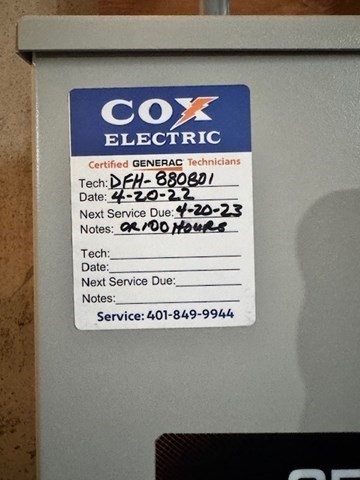 COX
ELECTRIC
Certified GENERAC Technicians
Tech: DFH-880801
Date: 4-20-22
Next Service Due: 4-20-23
Notes: OR 100 HOURS
Tech:
Date:
Next Service Due:
Notes:
Service: 401-849-9944